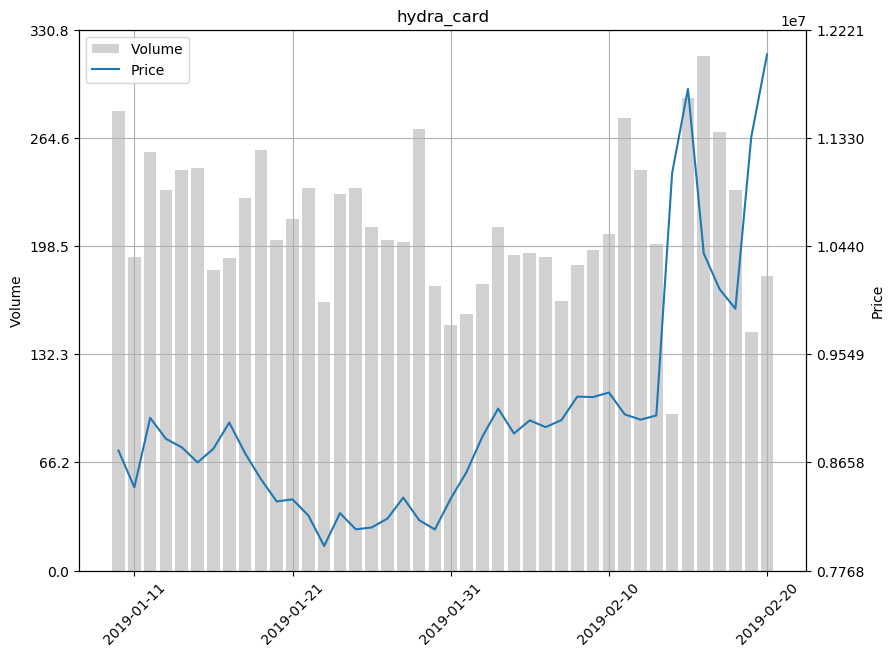 hydra_card
1e7
330.8
264.6
198.5
132.3
66.2
0.0
Volume
Volume
Price
1.2221
1.1330
1.0440
0.9549
0.8658
0.7768
Price
2019-01-11
2019-01-21
2019-01-31
2019-02-10
2019-02-20